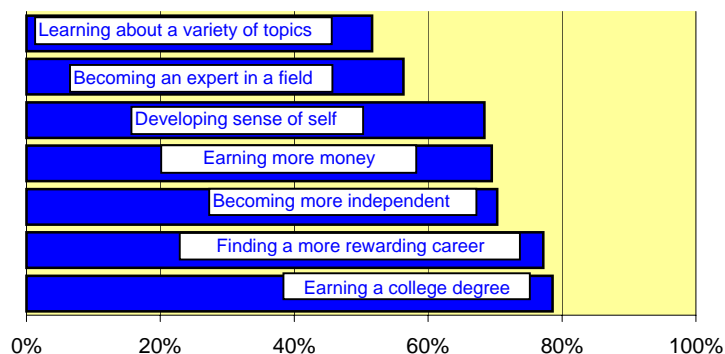 Learning about a variety of topics
Becoming an expert in a field
Developing sense of self
Earning more money
Becoming more independent
Finding a more rewarding career
Earning a college degree
0% 20% 40% 60% 80% 100%